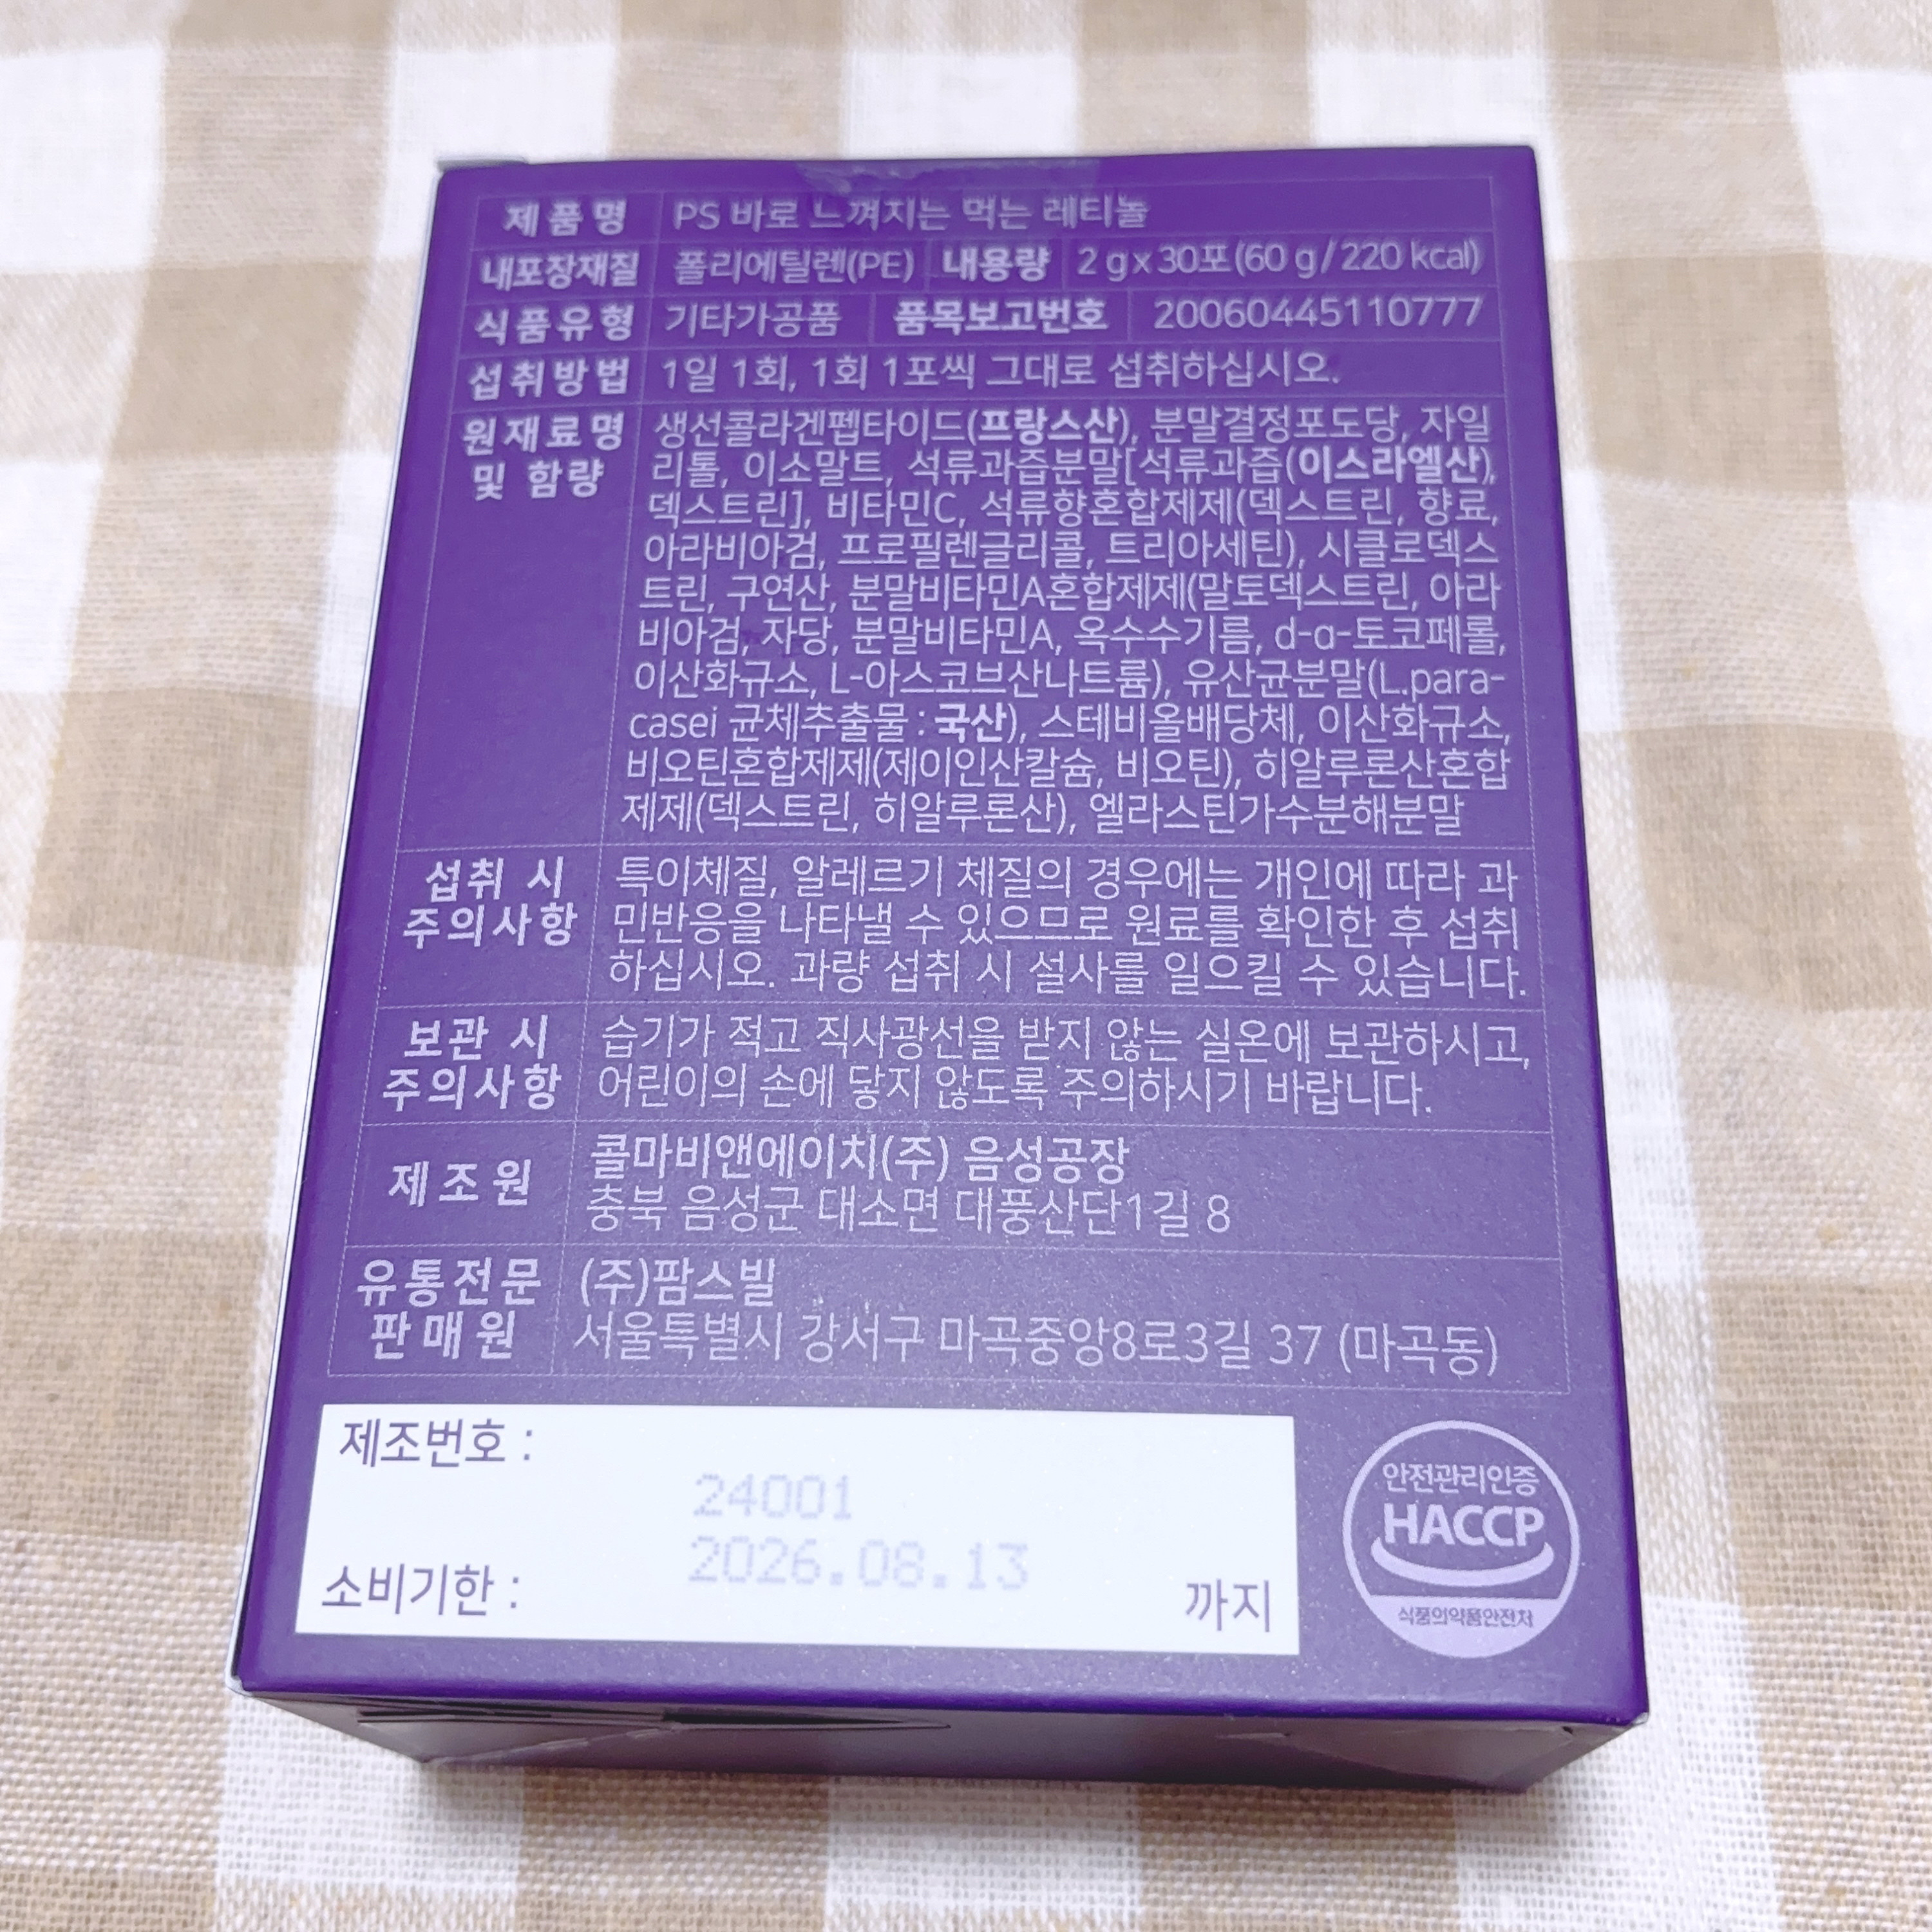 제품명 PS 바로 느껴지는 먹는 레티놀
내포장재질 폴리에틸렌(PE) 내용량 2 g x 30포(60 g / 220 kcal)
식품유형 기타가공품 품목보고번호 20060445110777
섭취방법 1일 1회, 1회 1포씩 그대로 섭취하십시오.
원재료명 및 함량
생선콜라겐펩타이드(프랑스산), 분말결정포도당, 자일
리톨, 이소말트, 석류과즙분말[석류과즙(이스라엘산),
덱스트린], 비타민C, 석류향혼합제제(덱스트린, 향료,
아라비아검, 프로필렌글리콜, 트리아세틴), 시클로덱스
트린, 구연산, 분말비타민A혼합제제(말토덱스트린, 아라
비아검, 자당, 분말비타민A, 옥수수기름, d-α-토코페롤,
이산화규소, L-아스코브산나트륨), 유산균분말(L.para-
casei 균체추출물 : 국산), 스테비올배당체, 이산화규소,
비오틴혼합제제(제이인산칼슘, 비오틴), 히알루론산혼합
제제(덱스트린, 히알루론산), 엘라스틴가수분해분말
섭취 시 주의사항
특이체질, 알레르기 체질의 경우에는 개인에 따라 과
민반응을 나타낼 수 있으므로 원료를 확인한 후 섭취
하십시오. 과량 섭취 시 설사를 일으킬 수 있습니다.
보관 시 주의사항
습기가 적고 직사광선을 받지 않는 실온에 보관하시고,
어린이의 손에 닿지 않도록 주의하시기 바랍니다.
제조원
콜마비앤에이치(주) 음성공장
충북 음성군 대소면 대풍산단1길 8
유통전문 판매원
(주)팜스빌
서울특별시 강서구 마곡중앙8로3길 37 (마곡동)
제조번호 :
24001
2026.08.13
소비기한 : 까지
안전관리인증
HACCP
식품의약품안전처